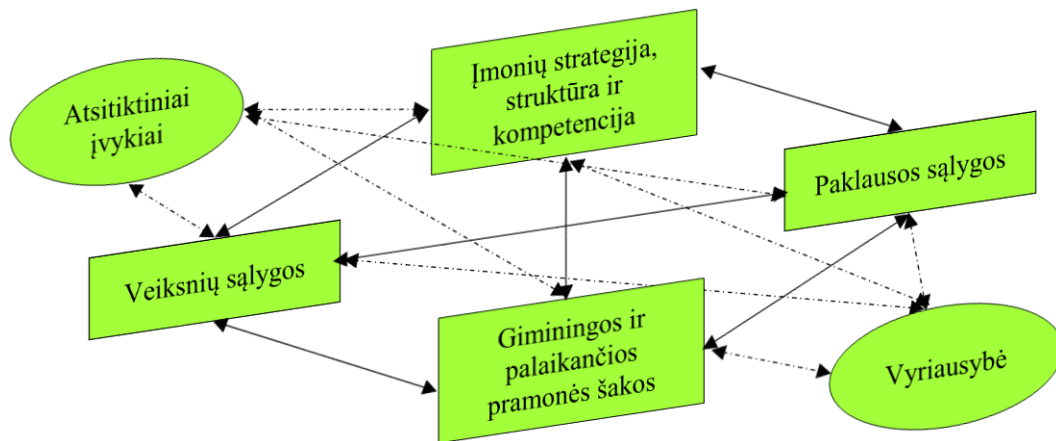 Atsitiktiniai
įvykiai
Įmonių strategija,
struktūra ir
kompetencija
Paklausos sąlygos
Veiksnių sąlygos
Giminingos ir
palaikančios
pramonės šakos
Vyriausybė